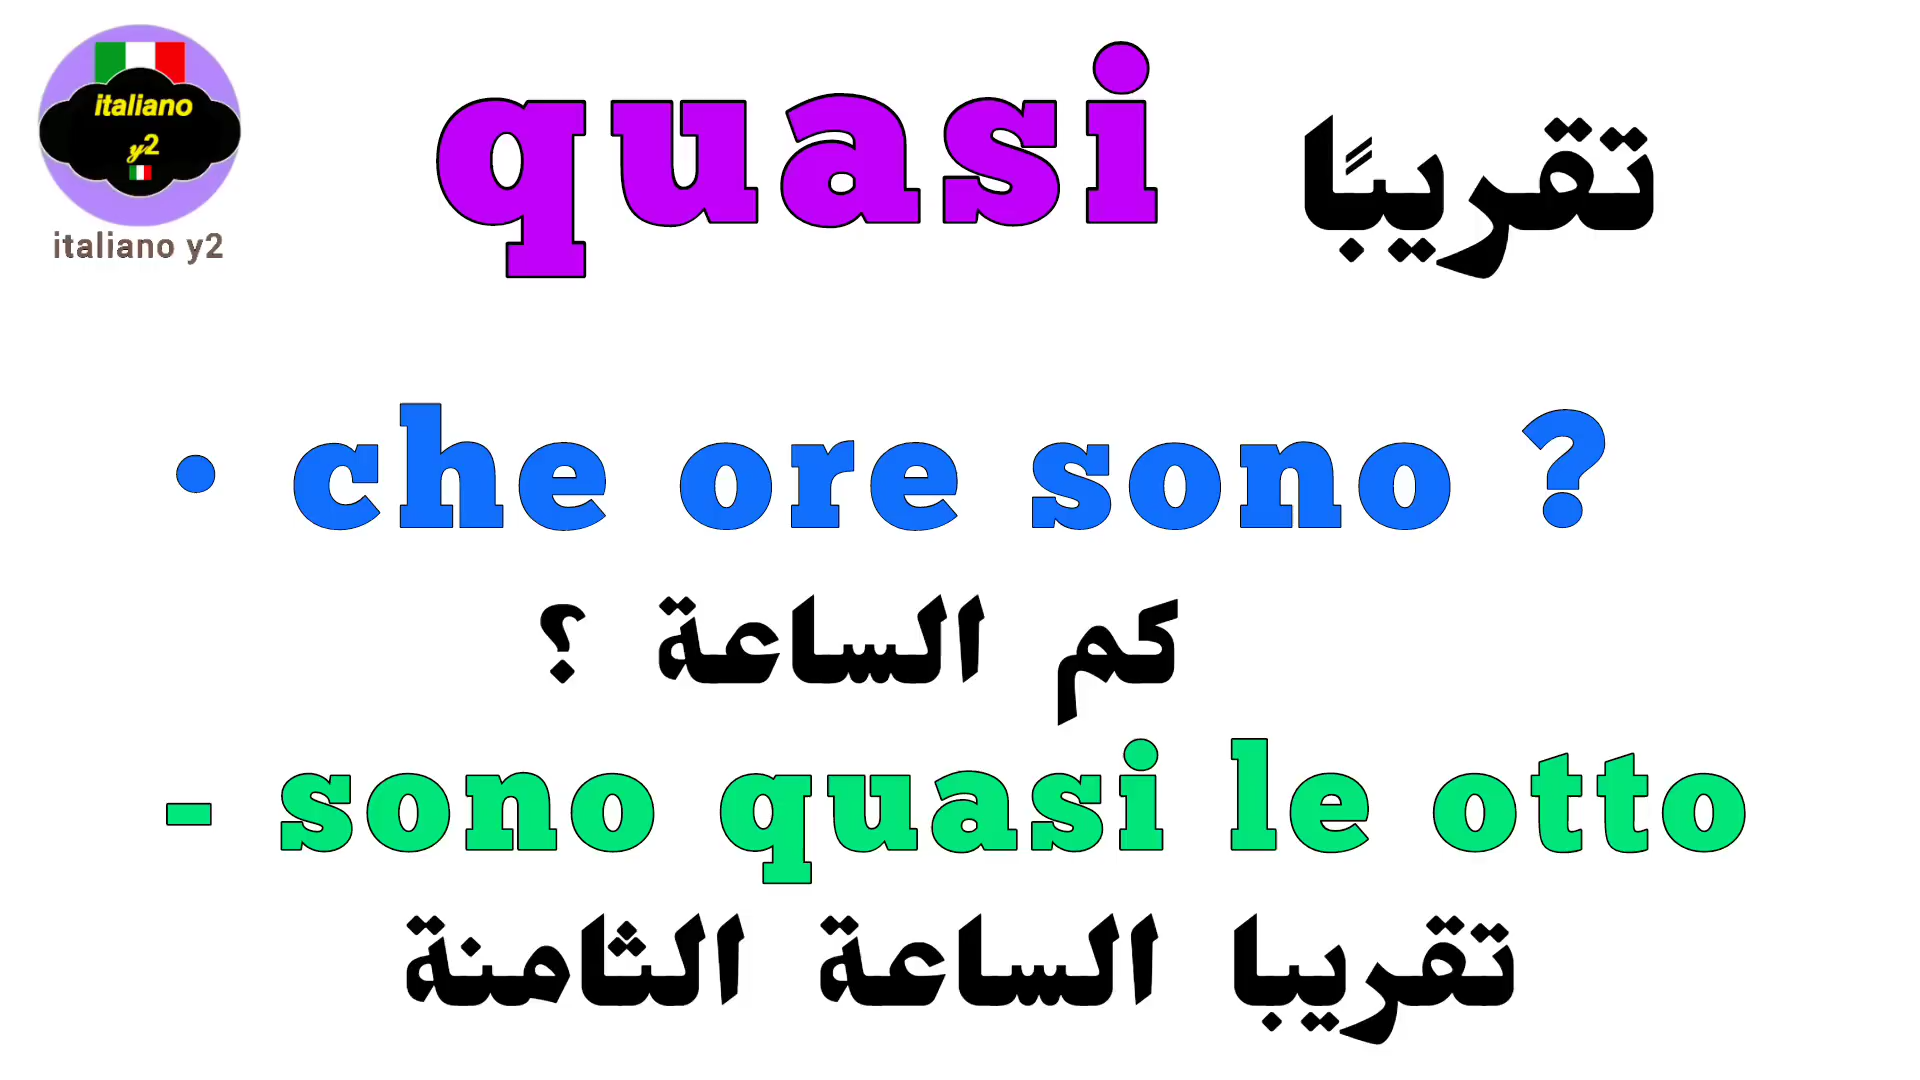 italiano
y2
italiano y2
quasi تقريبًا
• che ore sono ?
كم الساعة ؟
- sono quasi le otto
تقريبا الساعة الثامنة